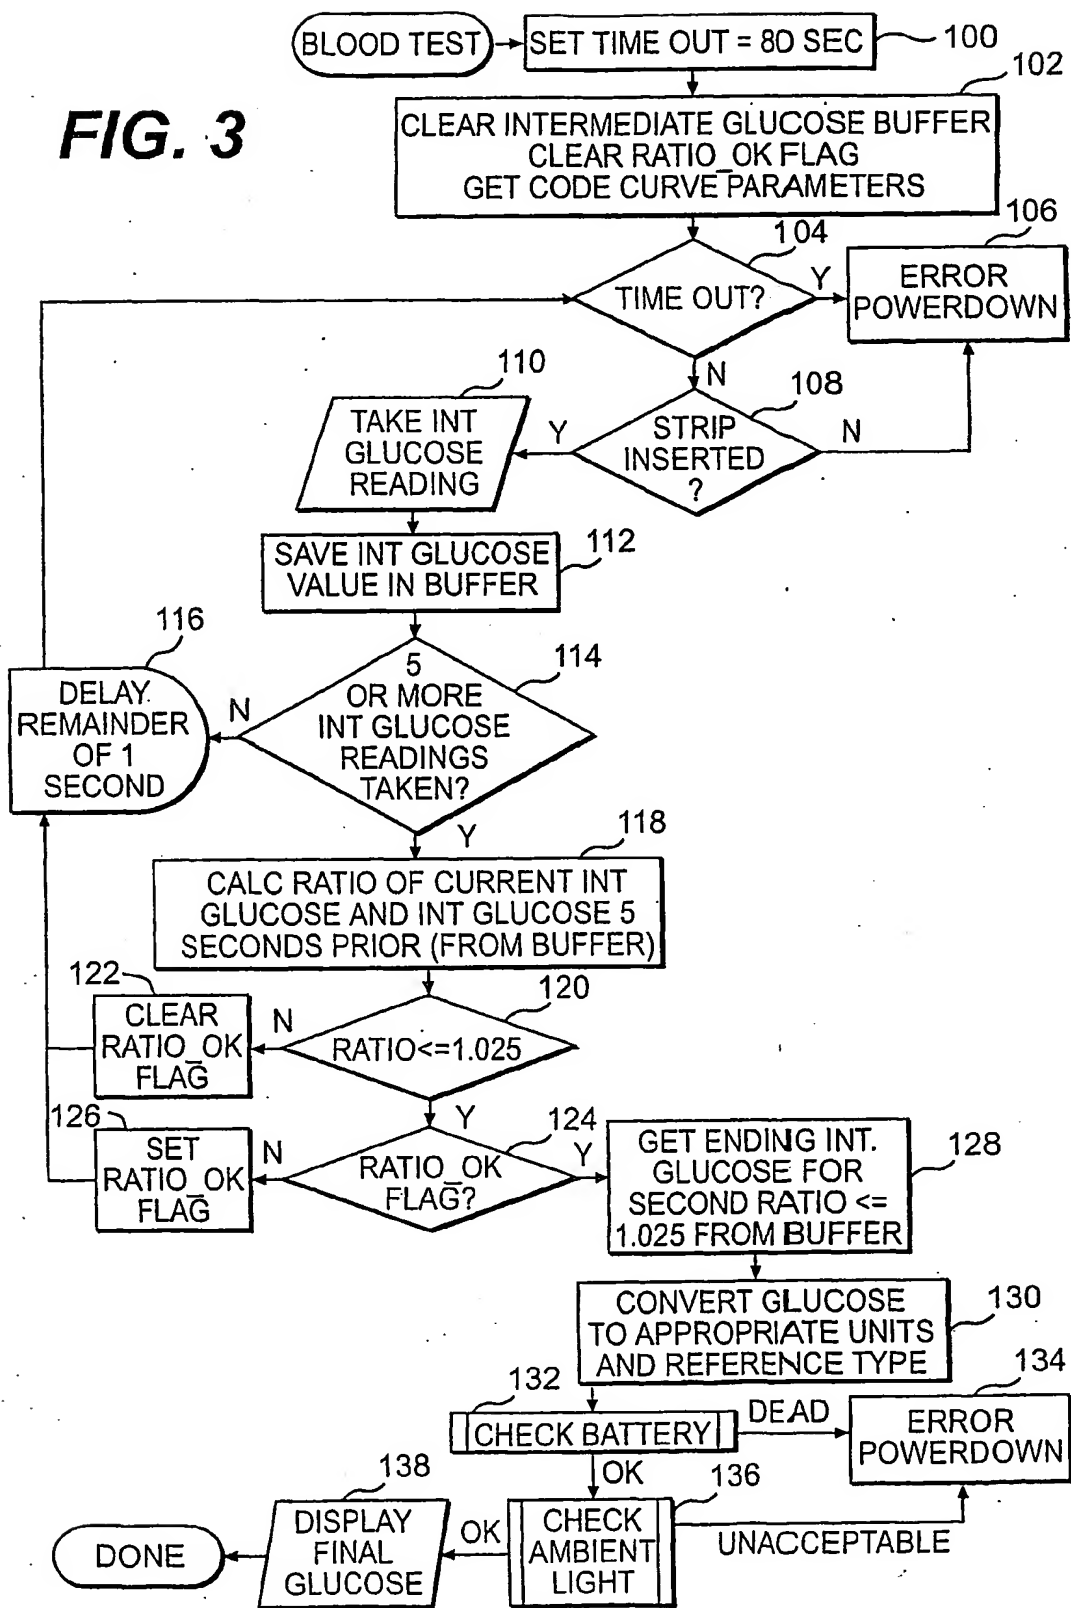 BLOOD TEST
SET TIME OUT = 80 SEC
100
102
FIG. 3
CLEAR INTERMEDIATE GLUCOSE BUFFER
CLEAR RATIO_OK FLAG
GET CODE CURVE PARAMETERS
104
106
TIME OUT?
Y
ERROR
POWERDOWN
N
110
108
TAKE INT
GLUCOSE
READING
Y
STRIP
INSERTED
?
N
SAVE INT GLUCOSE
VALUE IN BUFFER
112
116
114
DELAY
REMAINDER
OF 1
SECOND
N
5
OR MORE
INT GLUCOSE
READINGS
TAKEN?
Y
118
CALC RATIO OF CURRENT INT
GLUCOSE AND INT GLUCOSE 5
SECONDS PRIOR (FROM BUFFER)
122
120
CLEAR
RATIO_OK
FLAG
N
RATIO<=1.025
Y
126
124
SET
RATIO_OK
FLAG
N
RATIO_OK
FLAG?
Y
GET ENDING INT.
GLUCOSE FOR
SECOND RATIO <=
1.025 FROM BUFFER
128
CONVERT GLUCOSE
TO APPROPRIATE UNITS
AND REFERENCE TYPE
130
132
134
CHECK BATTERY
DEAD
ERROR
POWERDOWN
OK
138
136
DONE
DISPLAY
FINAL
GLUCOSE
OK
CHECK
AMBIENT
LIGHT
UNACCEPTABLE